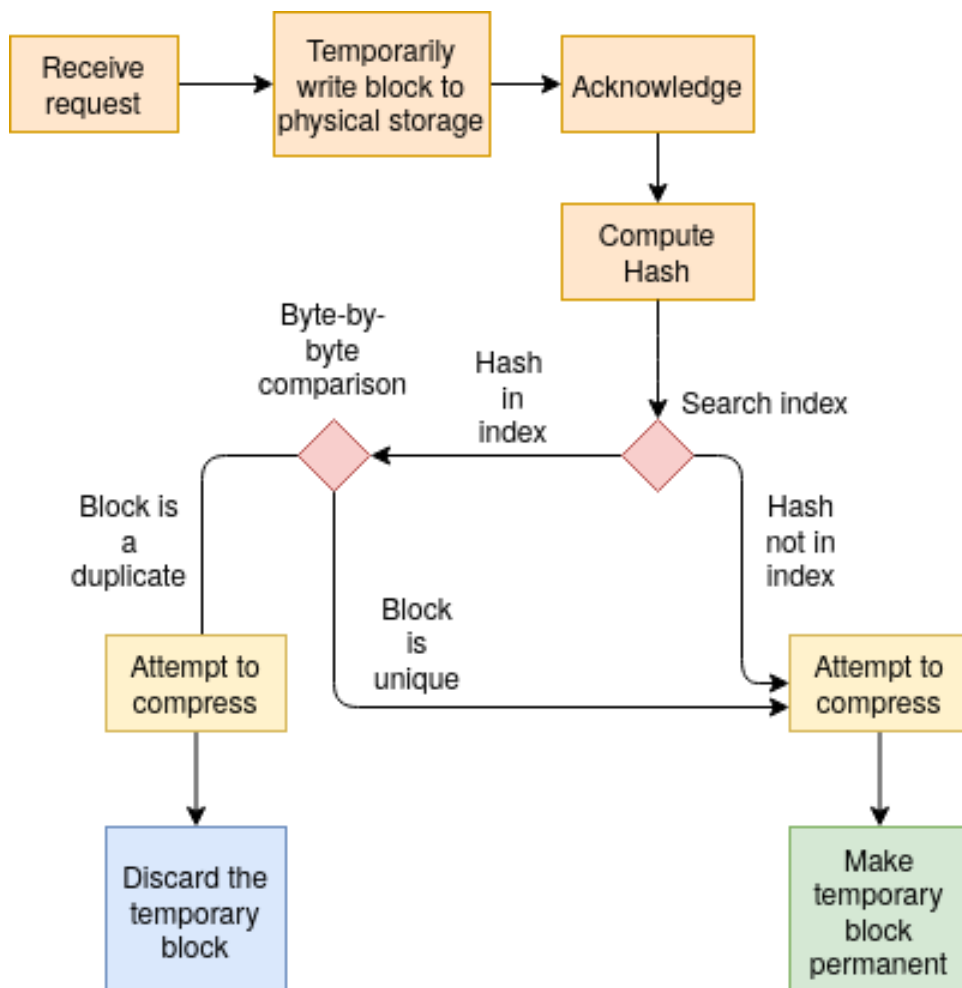 Receive
request
Temporarily
write block to
physical storage
Acknowledge
Compute
Hash
Byte-by-
byte
comparison
Hash
in
index
Search index
Block is
a
duplicate
Hash
not in
index
Block
is
unique
Attempt to
compress
Attempt to
compress
Discard the
temporary
block
Make
temporary
block
permanent